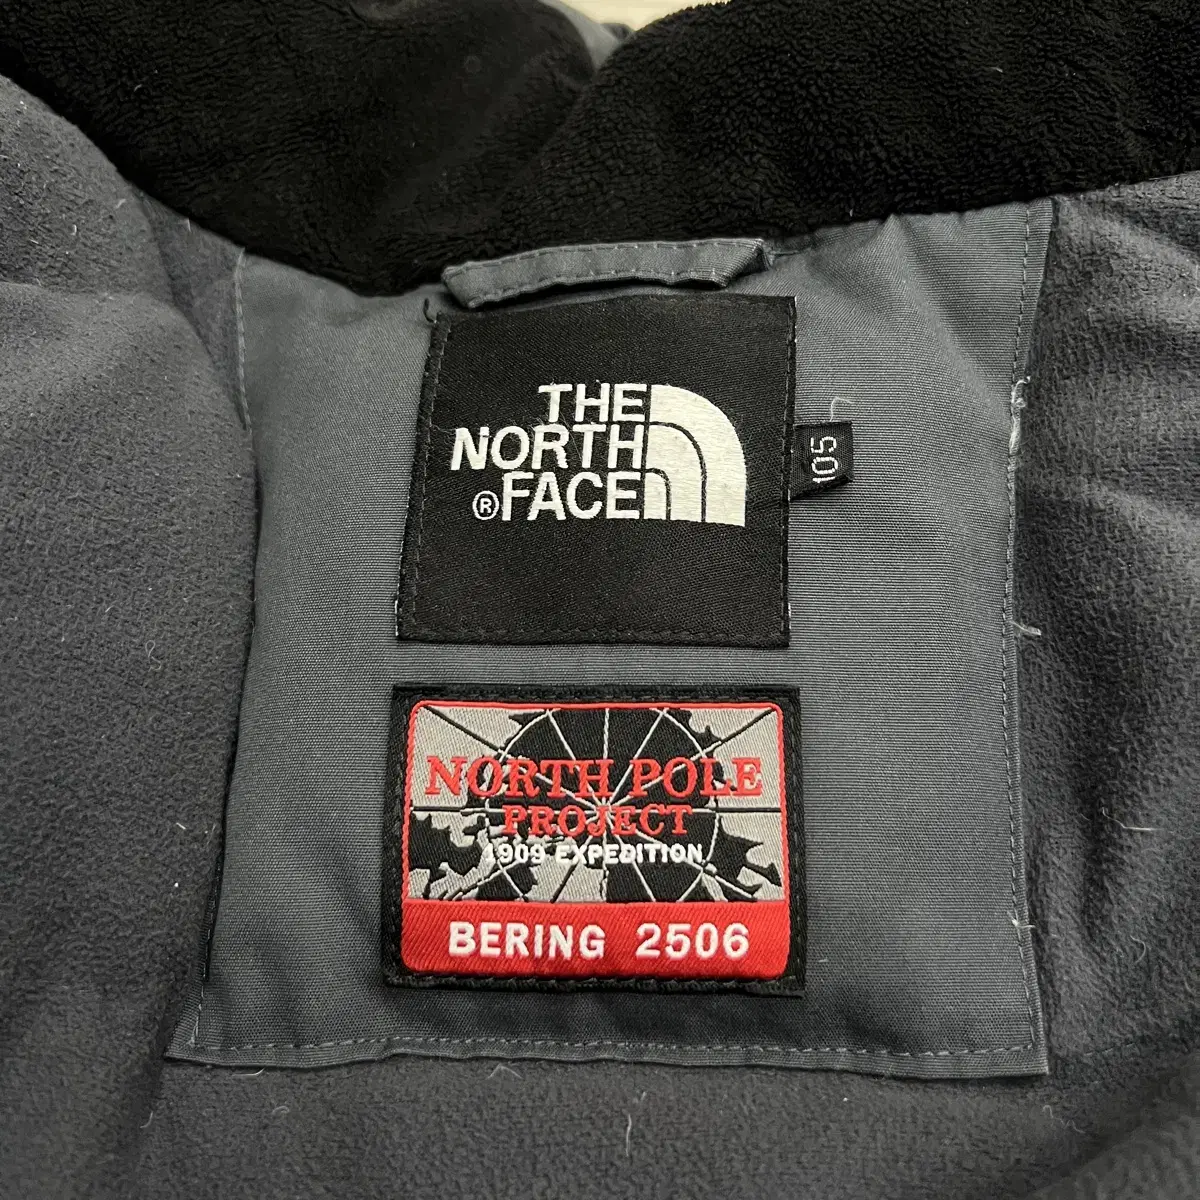 THE
NORTH
®FACE
105
NORTH POLE
PROJECT
1909 EXPEDITION
BERING 2506